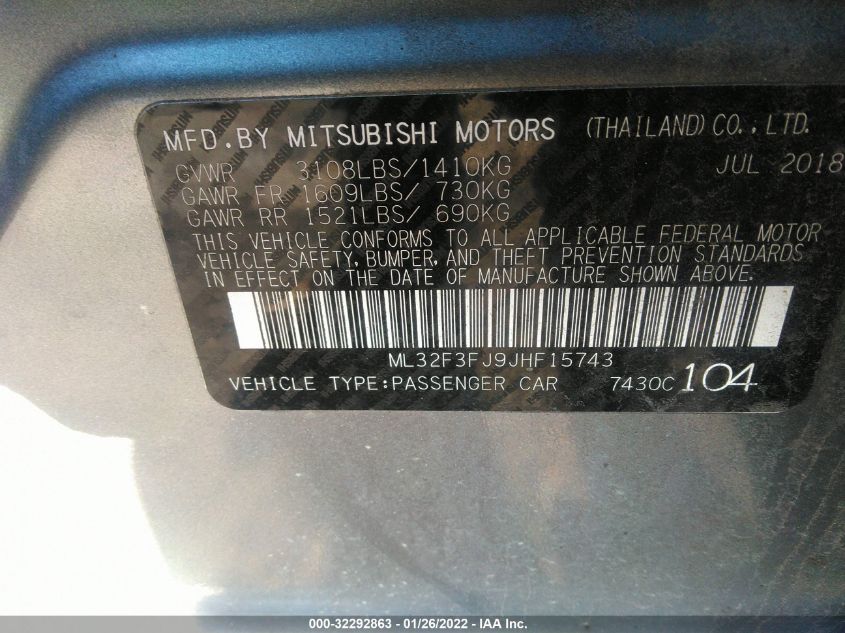 MFD.BY MITSUBISHI MOTORS (THAILAND) CO., LTD.
GVWR 3108LBS/1410KG JUL 2018
GAWR FR 1609LBS/ 730KG
GAWR RR 1521LBS/ 690KG
THIS VEHICLE CONFORMS TO ALL APPLICABLE FEDERAL MOTOR
VEHICLE SAFETY, BUMPER, AND THEFT PREVENTION STANDARDS
IN EFFECT ON THE DATE OF MANUFACTURE SHOWN ABOVE.
ML32F3FJ9JHF15743
VEHICLE TYPE:PASSENGER CAR 7430C 104
000-32292863 - 01/26/2022 - IAA Inc.